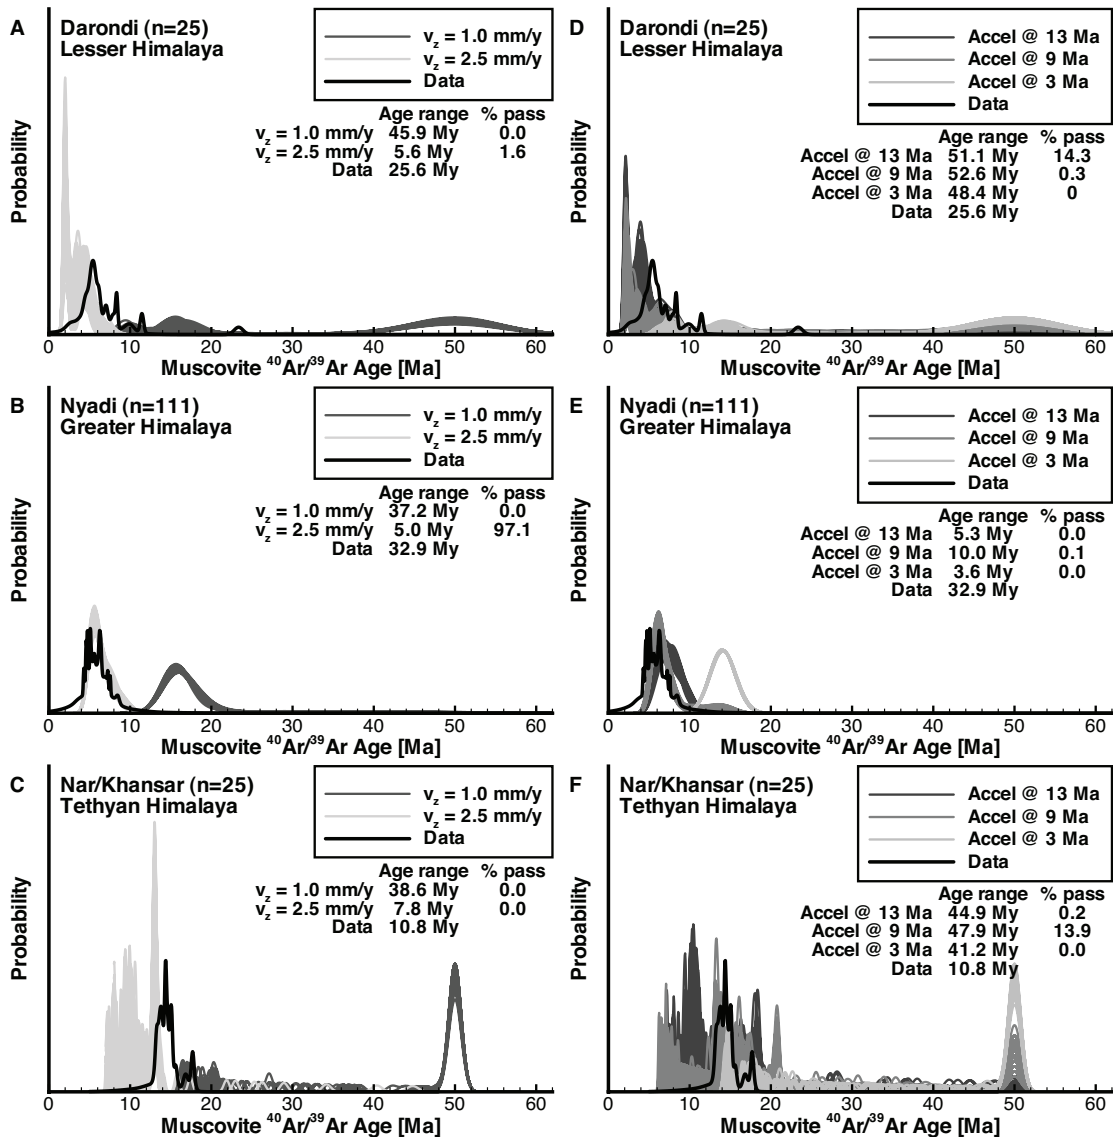 A
Darondi (n=25)
Lesser Himalaya
v_z = 1.0 mm/y
v_z = 2.5 mm/y
Data
Age range % pass
v_z = 1.0 mm/y 45.9 My 0.0
v_z = 2.5 mm/y 5.6 My 1.6
Data 25.6 My
Probability
0 10 20 30 40 50 60
Muscovite ⁴⁰Ar/³⁹Ar Age [Ma]
D
Darondi (n=25)
Lesser Himalaya
Accel @ 13 Ma
Accel @ 9 Ma
Accel @ 3 Ma
Data
Age range % pass
Accel @ 13 Ma 51.1 My 14.3
Accel @ 9 Ma 52.6 My 0.3
Accel @ 3 Ma 48.4 My 0
Data 25.6 My
Probability
0 10 20 30 40 50 60
Muscovite ⁴⁰Ar/³⁹Ar Age [Ma]
B
Nyadi (n=111)
Greater Himalaya
v_z = 1.0 mm/y
v_z = 2.5 mm/y
Data
Age range % pass
v_z = 1.0 mm/y 37.2 My 0.0
v_z = 2.5 mm/y 5.0 My 97.1
Data 32.9 My
Probability
0 10 20 30 40 50 60
Muscovite ⁴⁰Ar/³⁹Ar Age [Ma]
E
Nyadi (n=111)
Greater Himalaya
Accel @ 13 Ma
Accel @ 9 Ma
Accel @ 3 Ma
Data
Age range % pass
Accel @ 13 Ma 5.3 My 0.0
Accel @ 9 Ma 10.0 My 0.1
Accel @ 3 Ma 3.6 My 0.0
Data 32.9 My
Probability
0 10 20 30 40 50 60
Muscovite ⁴⁰Ar/³⁹Ar Age [Ma]
C
Nar/Khansar (n=25)
Tethyan Himalaya
v_z = 1.0 mm/y
v_z = 2.5 mm/y
Data
Age range % pass
v_z = 1.0 mm/y 38.6 My 0.0
v_z = 2.5 mm/y 7.8 My 0.0
Data 10.8 My
Probability
0 10 20 30 40 50 60
Muscovite ⁴⁰Ar/³⁹Ar Age [Ma]
F
Nar/Khansar (n=25)
Tethyan Himalaya
Accel @ 13 Ma
Accel @ 9 Ma
Accel @ 3 Ma
Data
Age range % pass
Accel @ 13 Ma 44.9 My 0.2
Accel @ 9 Ma 47.9 My 13.9
Accel @ 3 Ma 41.2 My 0.0
Data 10.8 My
Probability
0 10 20 30 40 50 60
Muscovite ⁴⁰Ar/³⁹Ar Age [Ma]